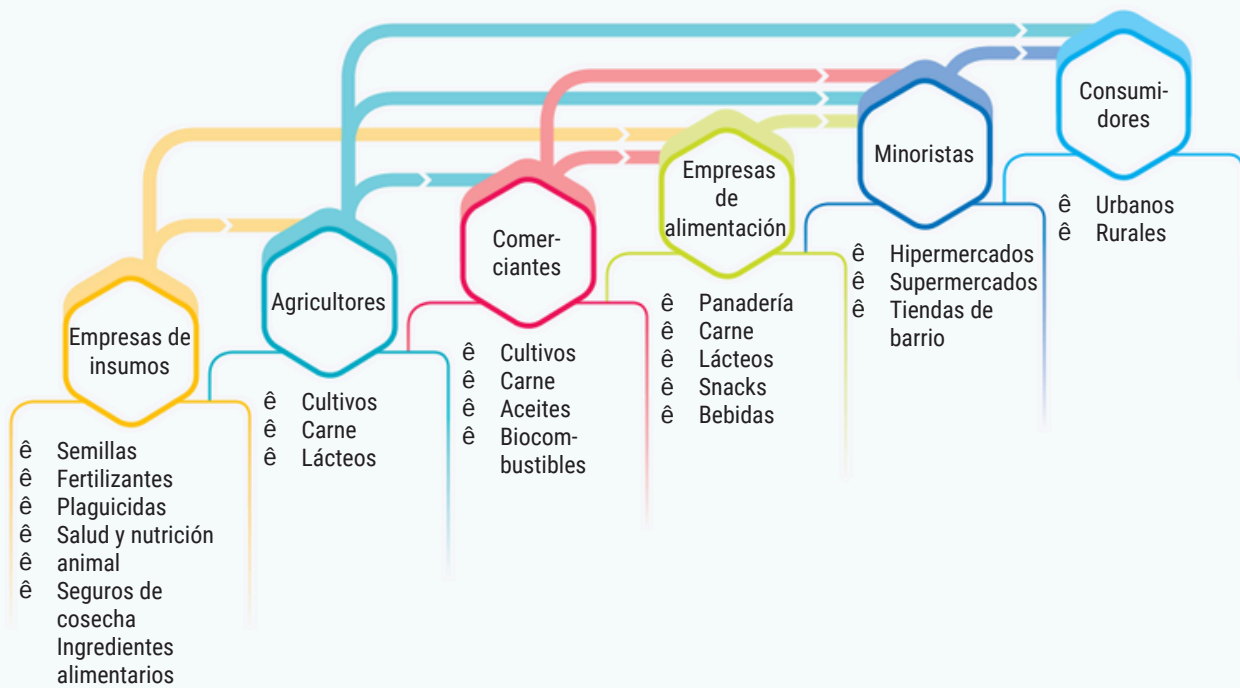 Empresas de
insumos
ê Semillas
ê Fertilizantes
ê Plaguicidas
ê Salud y nutrición
ê animal
ê Seguros de
cosecha
Ingredientes
alimentarios
Agricultores
ê Cultivos
ê Carne
ê Lácteos
Comer-
ciantes
ê Cultivos
ê Carne
ê Aceites
ê Biocom-
bustibles
Empresas
de
alimentación
ê Panadería
ê Carne
ê Lácteos
ê Snacks
ê Bebidas
Minoristas
ê Hipermercados
ê Supermercados
ê Tiendas de
barrio
Consumi-
dores
ê Urbanos
ê Rurales